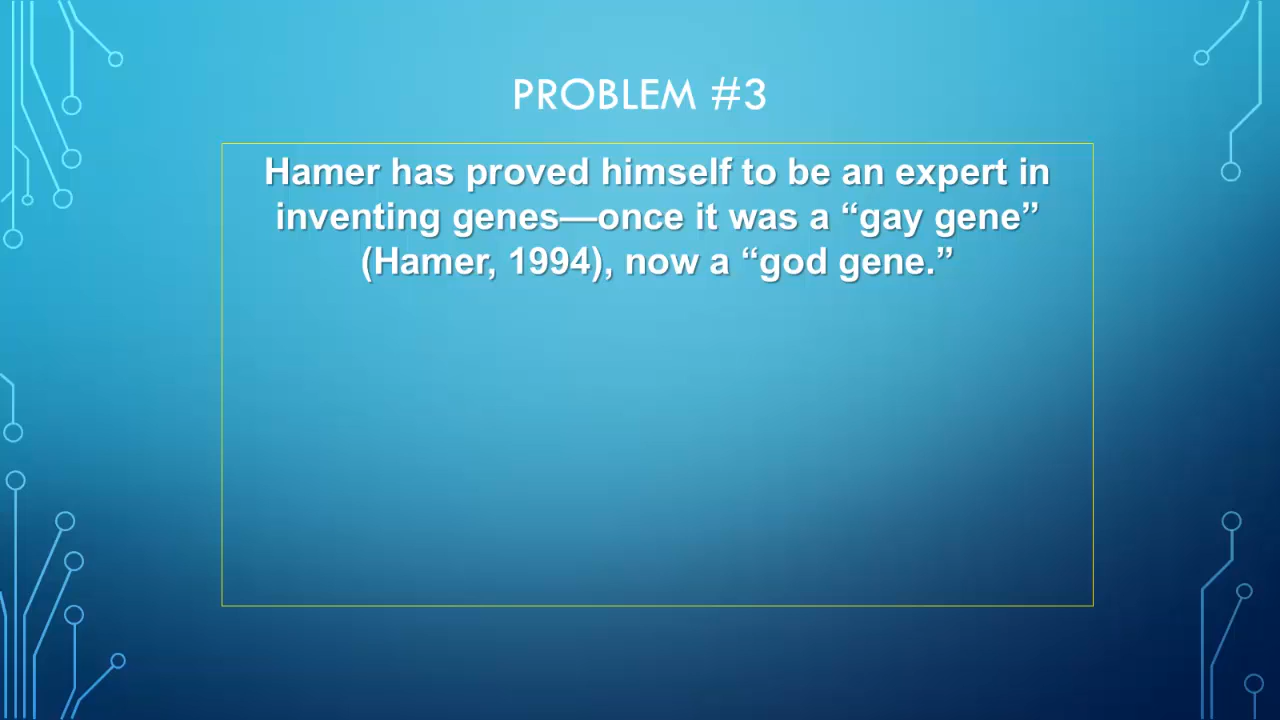 PROBLEM #3
Hamer has proved himself to be an expert in
inventing genes—once it was a “gay gene”
(Hamer, 1994), now a “god gene.”